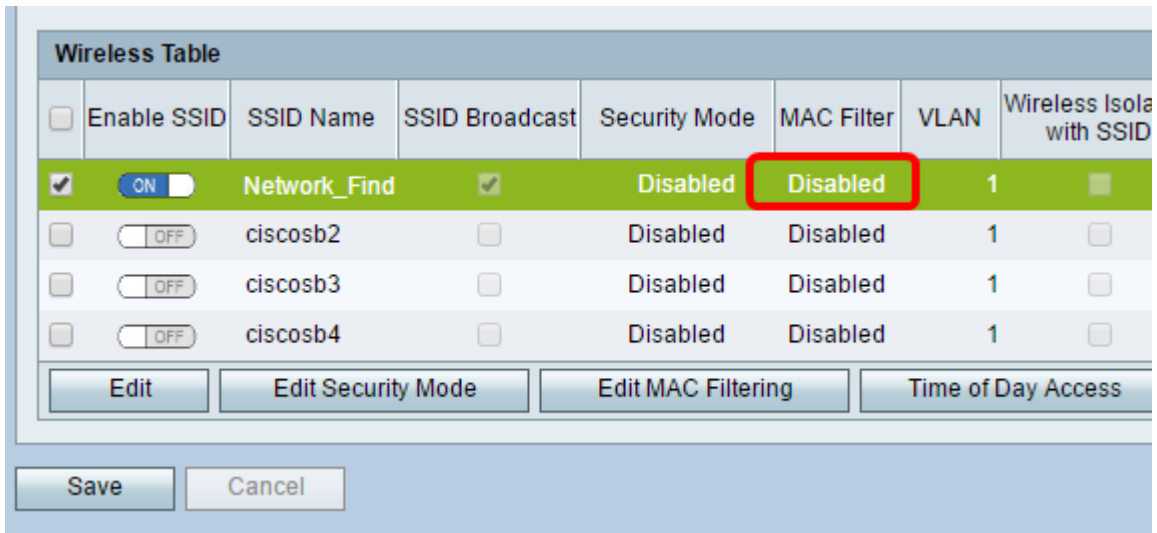 Wireless Table
Enable SSID SSID Name SSID Broadcast Security Mode MAC Filter VLAN Wireless Isola
with SSID
ON Network_Find Disabled Disabled 1
OFF ciscosb2 Disabled Disabled 1
OFF ciscosb3 Disabled Disabled 1
OFF ciscosb4 Disabled Disabled 1
Edit Edit Security Mode Edit MAC Filtering Time of Day Access
Save Cancel